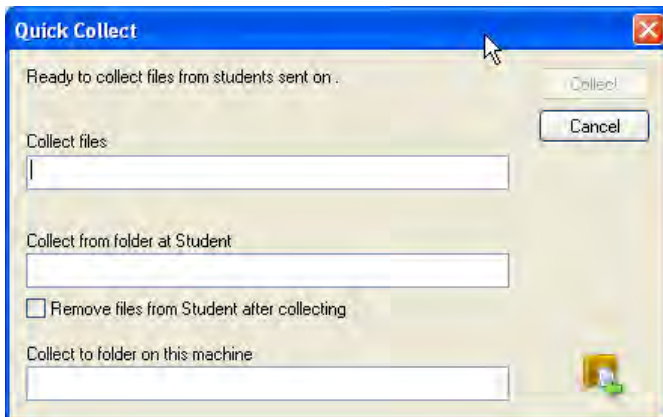 Quick Collect
Ready to collect files from students sent on .
Collect
Cancel
Collect files
Collect from folder at Student
Remove files from Student after collecting
Collect to folder on this machine